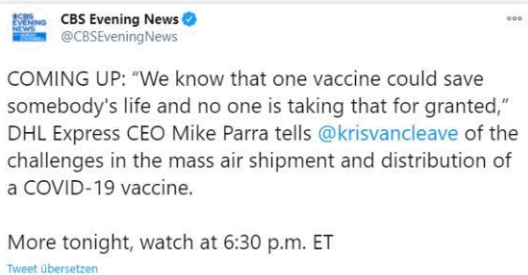 CBS Evening News
@CBSEveningNews
COMING UP: “We know that one vaccine could save
somebody's life and no one is taking that for granted,”
DHL Express CEO Mike Parra tells @krisvancleave of the
challenges in the mass air shipment and distribution of
a COVID-19 vaccine.
More tonight, watch at 6:30 p.m. ET
Tweet übersetzen